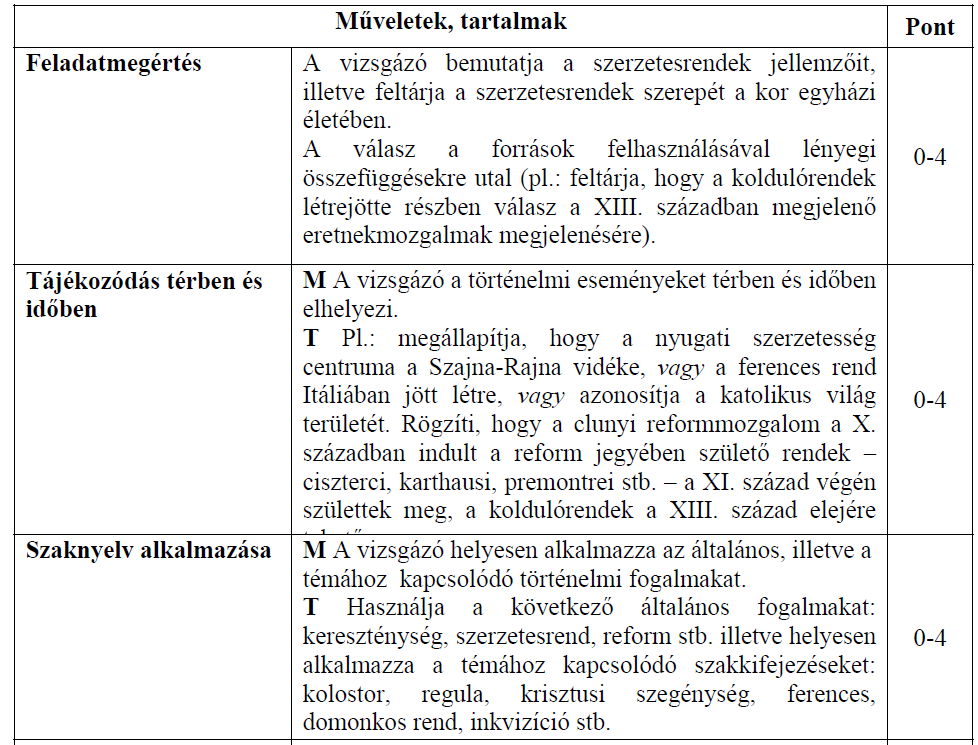 Műveletek, tartalmak
Pont
Feladatmegértés
A vizsgázó bemutatja a szerzetesrendek jellemzőit,
illetve feltárja a szerzetesrendek szerepét a kor egyházi
életében.
A válasz a források felhasználásával lényegi
összefüggésekre utal (pl.: feltárja, hogy a koldulórendek
létrejötte részben válasz a XIII. században megjelenő
eretnekmozgalmak megjelenésére).
0-4
Tájékozódás térben és
időben
M A vizsgázó a történelmi eseményeket térben és időben
elhelyezi.
T Pl.: megállapítja, hogy a nyugati szerzetesség
centruma a Szajna-Rajna vidéke, vagy a ferences rend
Itáliában jött létre, vagy azonosítja a katolikus világ
területét. Rögzíti, hogy a clunyi reformmozgalom a X.
században indult a reform jegyében születő rendek –
ciszterci, karthausi, premontrei stb. – a XI. század végén
születtek meg, a koldulórendek a XIII. század elejére
0-4
Szaknyelv alkalmazása
M A vizsgázó helyesen alkalmazza az általános, illetve a
témához kapcsolódó történelmi fogalmakat.
T Használja a következő általános fogalmakat:
kereszténység, szerzetesrend, reform stb. illetve helyesen
alkalmazza a témához kapcsolódó szakkifejezéseket:
kolostor, regula, krisztusi szegénység, ferences,
domonkos rend, inkvizíció stb.
0-4